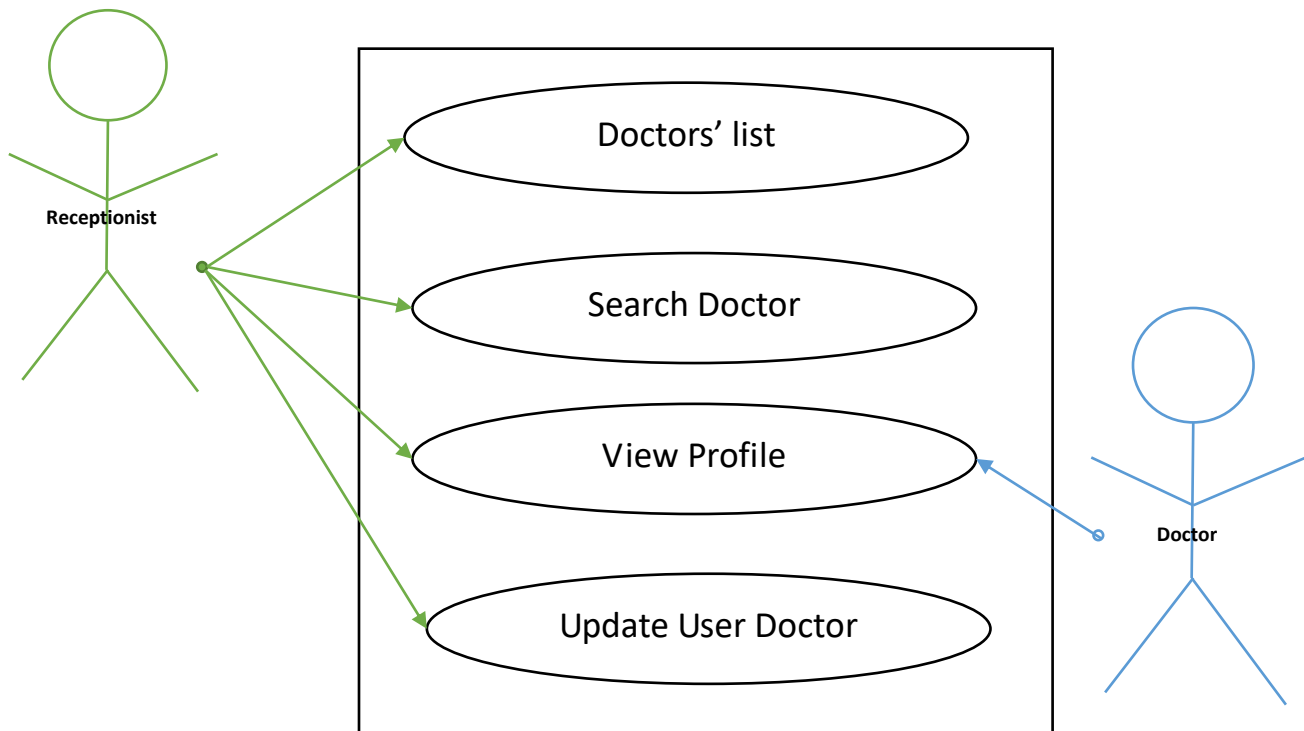 Doctors’ list
Receptionist
Search Doctor
View Profile
Doctor
Update User Doctor